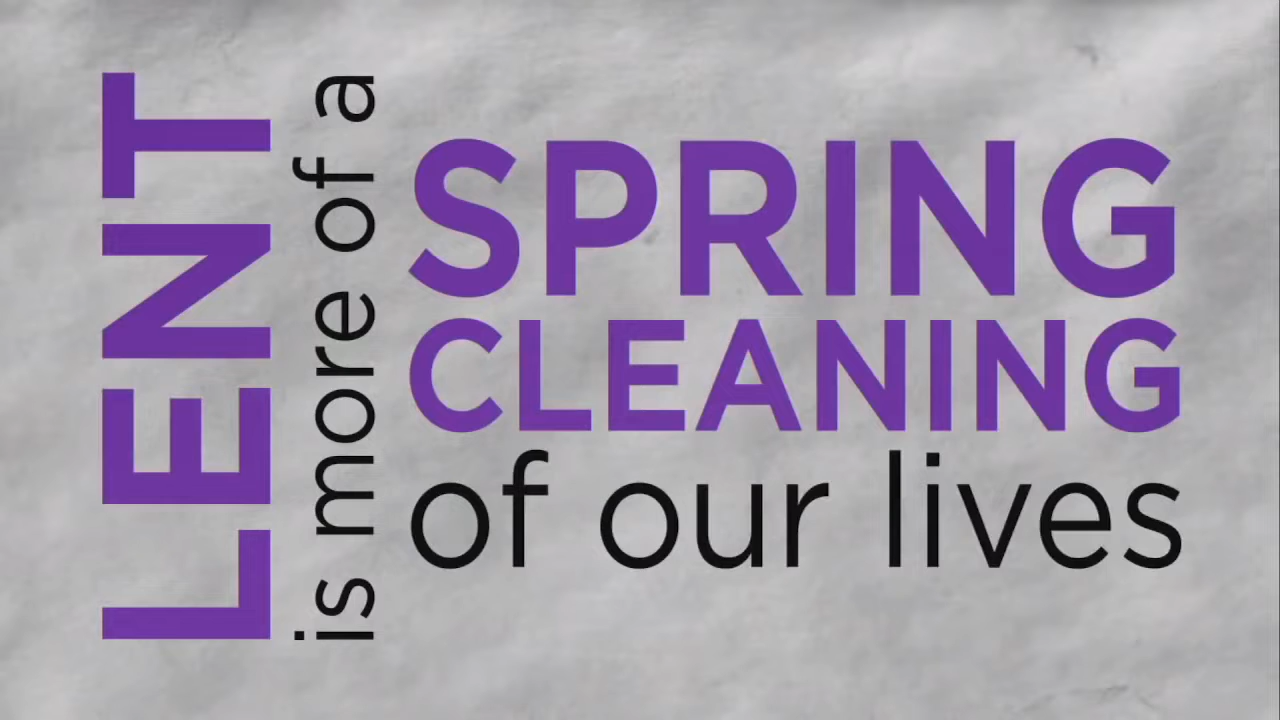 LENT
is more of a
SPRING
CLEANING
of our lives